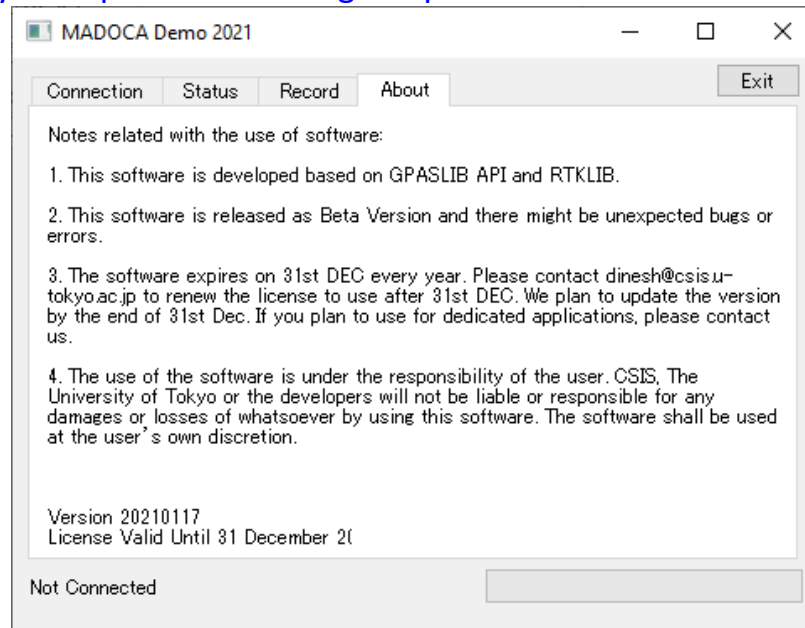 MADOCA Demo 2021
Connection Status Record About Exit
Notes related with the use of software:
1. This software is developed based on GPASLIB API and RTKLIB.
2. This software is released as Beta Version and there might be unexpected bugs or
errors.
3. The software expires on 31st DEC every year. Please contact dinesh@csis.u-
tokyo.ac.jp to renew the license to use after 31st DEC. We plan to update the version
by the end of 31st Dec. If you plan to use for dedicated applications, please contact
us.
4. The use of the software is under the responsibility of the user. CSIS, The
University of Tokyo or the developers will not be liable or responsible for any
damages or losses of whatsoever by using this software. The software shall be used
at the user's own discretion.
Version 20210117
License Valid Until 31 December
Not Connected